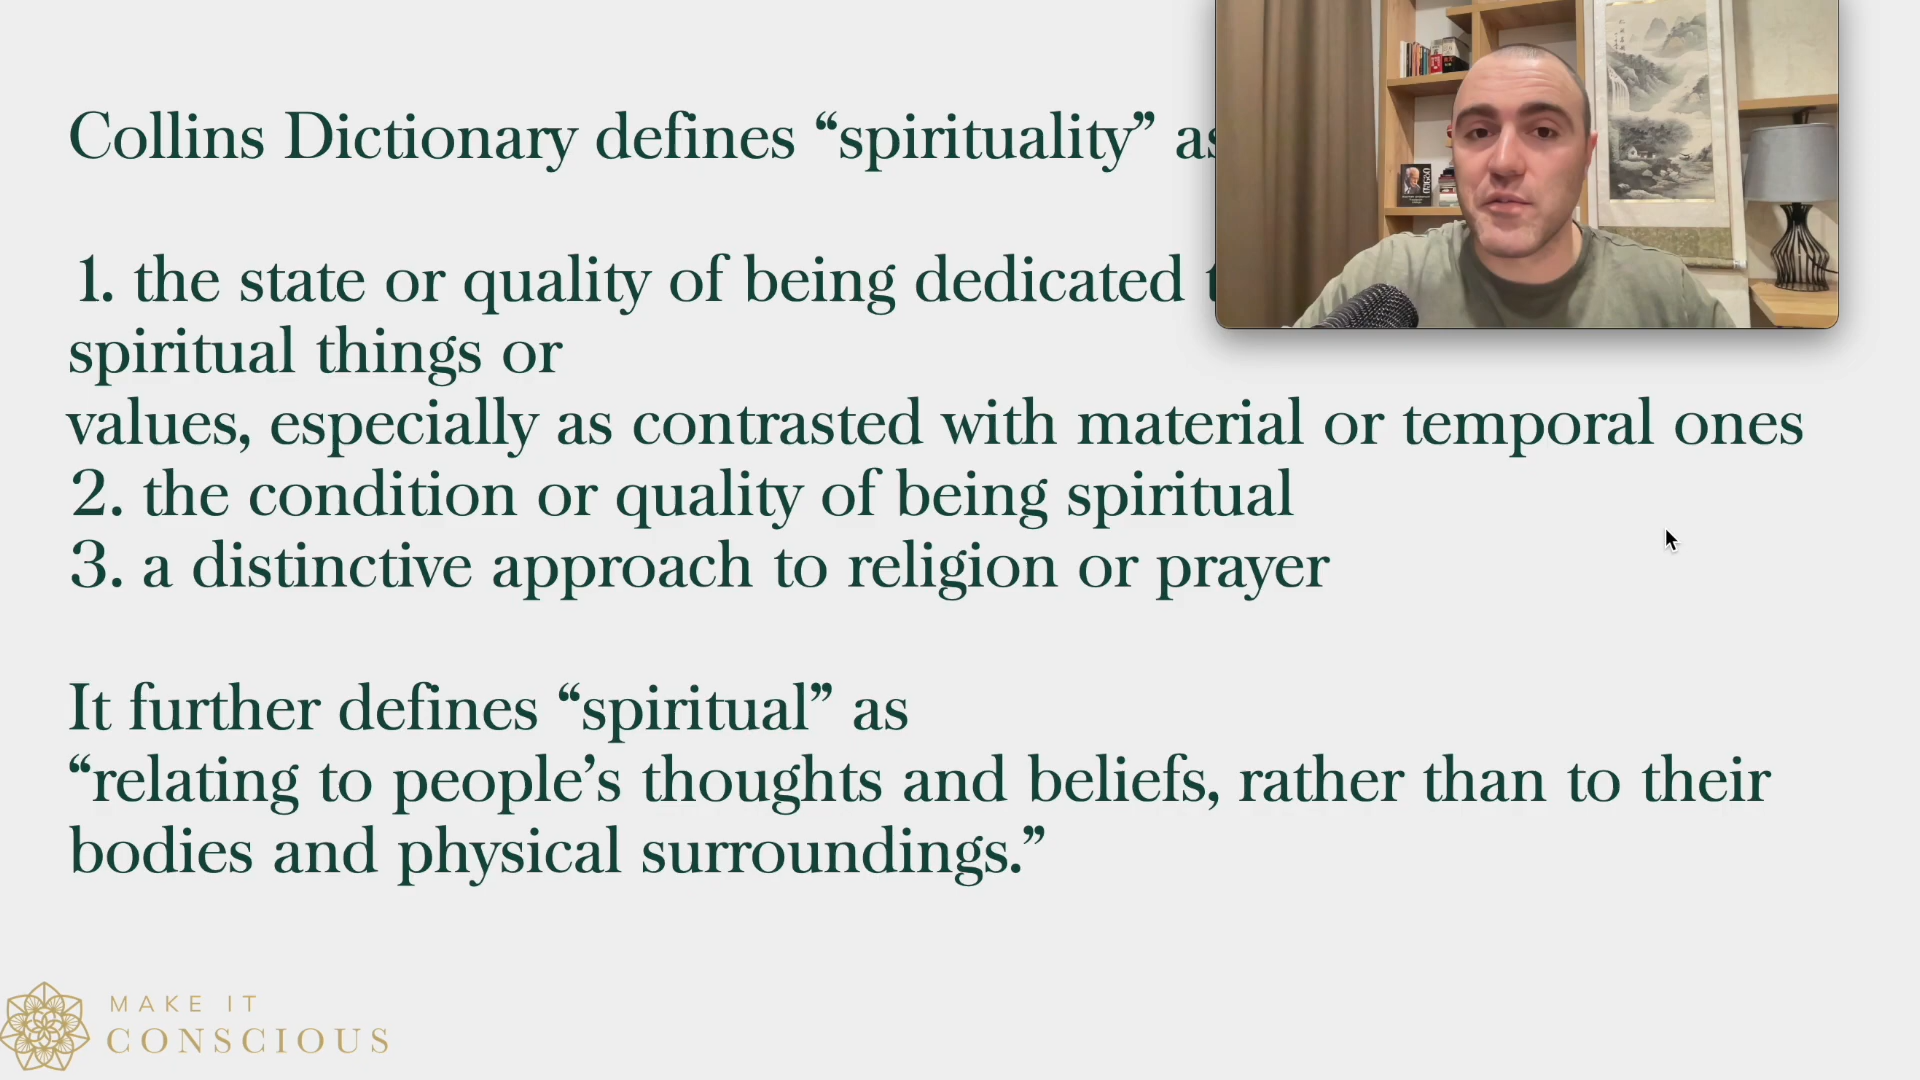 Collins Dictionary defines “spirituality” as
1. the state or quality of being dedicated
spiritual things or
values, especially as contrasted with material or temporal ones
2. the condition or quality of being spiritual
3. a distinctive approach to religion or prayer
It further defines “spiritual” as
“relating to people’s thoughts and beliefs, rather than to their
bodies and physical surroundings.”
MAKE IT
CONSCIOUS